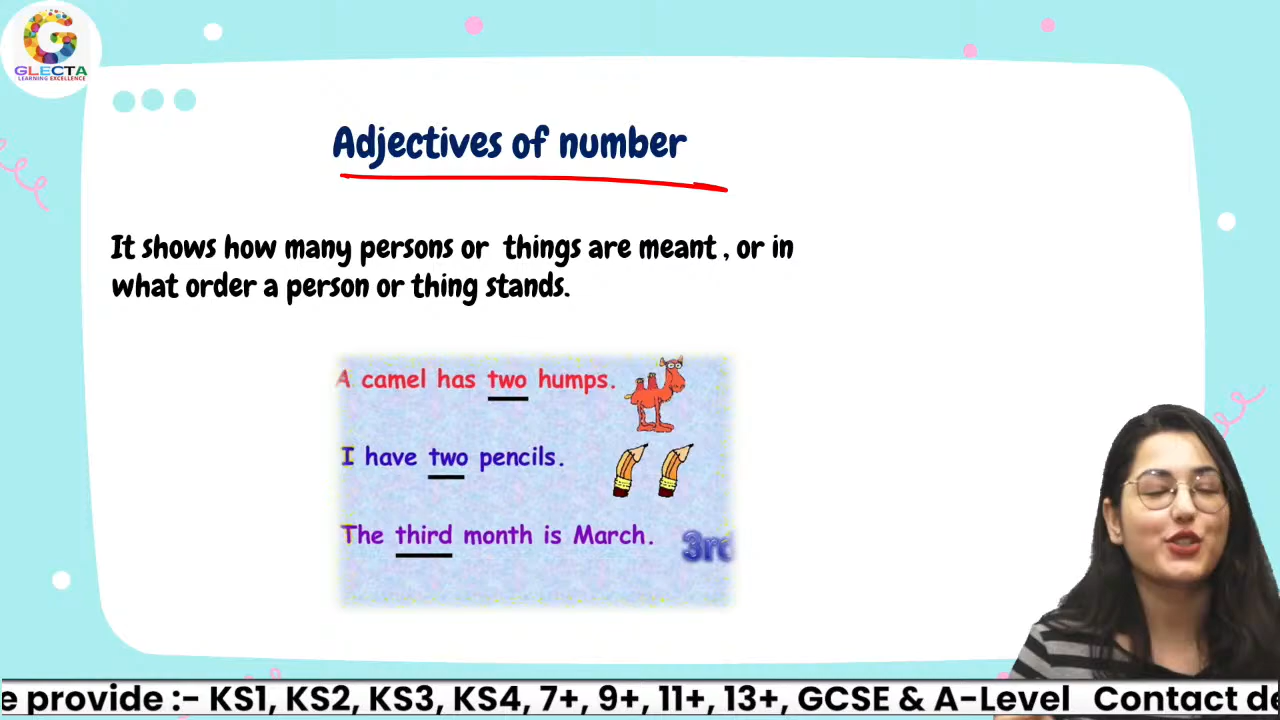 GLECTA
LEARNING EXCELLENCE
Adjectives of number
It shows how many persons or things are meant , or in
what order a person or thing stands.
A camel has two humps.
I have two pencils.
The third month is March.
3rd
e provide :- KS1, KS2, KS3, KS4, 7+, 9+, 11+, 13+, GCSE & A-Level Contact de